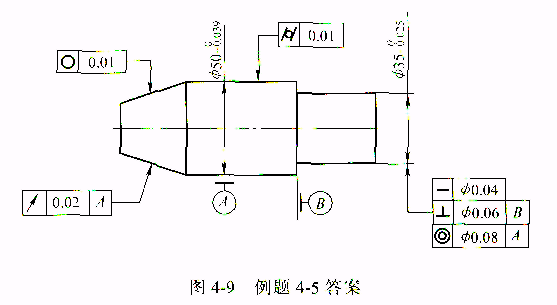 ○ 0.01
φ50 0 -0.039
⌭ 0.01
φ35 0 -0.025
↗ 0.02 A
A
B
— φ0.04
⊥ φ0.06 B
◎ φ0.08 A
图 4-9 例题 4-5 答案